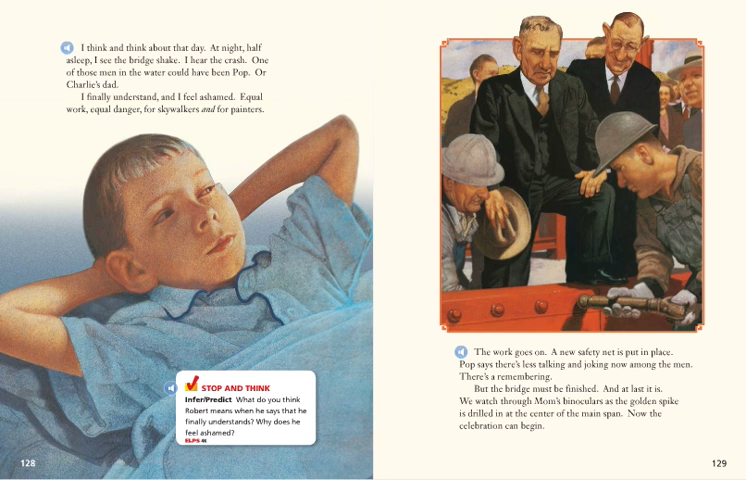 I think and think about that day. At night, half
asleep, I see the bridge shake. I hear the crash. One
of those men in the water could have been Pop. Or
Charlie's dad.
I finally understand, and I feel ashamed. Equal
work, equal danger, for skywalkers and for painters.
STOP AND THINK
Infer/Predict What do you think
Robert means when he says that he
finally understands? Why does he
feel ashamed?
ELPS 4K
128
The work goes on. A new safety net is put in place.
Pop says there's less talking and joking now among the men.
There's a remembering.
But the bridge must be finished. And at last it is.
We watch through Mom's binoculars as the golden spike
is drilled in at the center of the main span. Now the
celebration can begin.
129